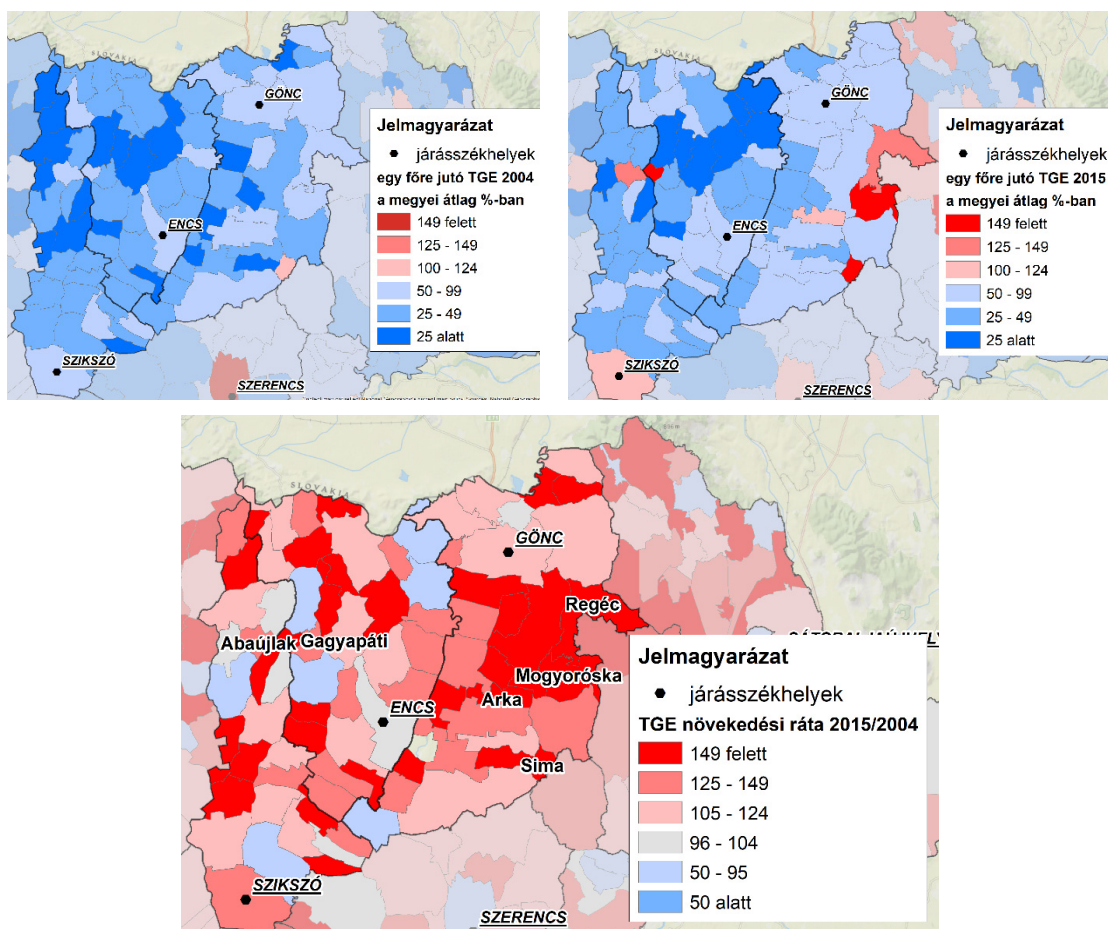 SLOVAKIA
GÖNC
ENCS
SZIKSZÓ
SZERENCS
Jelmagyarázat
járásszékhelyek
egy főre jutó TGE 2004
a megyei átlag %-ban
149 felett
125 - 149
100 - 124
50 - 99
25 - 49
25 alatt
SLOVAKIA
GÖNC
ENCS
SZIKSZÓ
SZERENCS
Jelmagyarázat
járásszékhelyek
egy főre jutó TGE 2015
a megyei átlag %-ban
149 felett
125 - 149
100 - 124
50 - 99
25 - 49
25 alatt
SLOVAKIA
GÖNC
Regéc
Abaújlak
Gagyapáti
Mogyoróska
Arka
ENCS
Sima
SZIKSZÓ
SZERENCS
Jelmagyarázat
járásszékhelyek
TGE növekedési ráta 2015/2004
149 felett
125 - 149
105 - 124
96 - 104
50 - 95
50 alatt